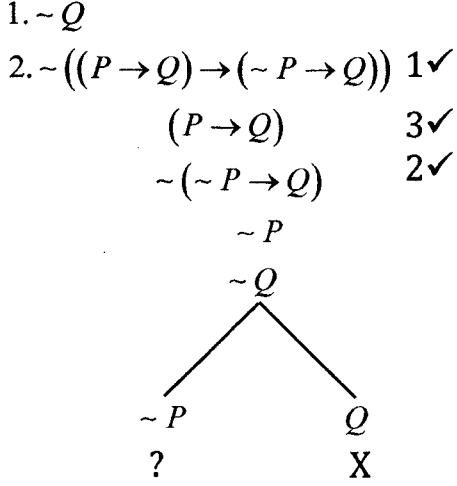 1. ~ Q
2. ~ ((P → Q) → (~ P → Q)) 1✓
(P → Q) 3✓
~ (~ P → Q) 2✓
~ P
~ Q
~ P Q
? X